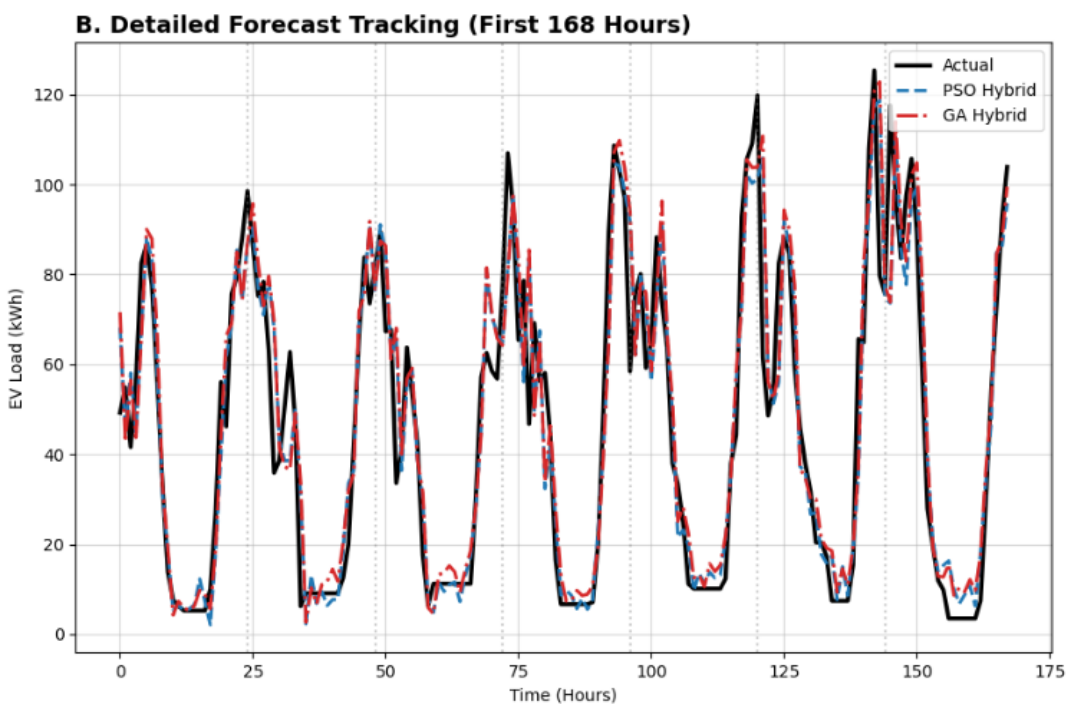 B. Detailed Forecast Tracking (First 168 Hours)
Actual
PSO Hybrid
GA Hybrid
EV Load (kWh)
120
100
80
60
40
20
0
0 25 50 75 100 125 150 175
Time (Hours)